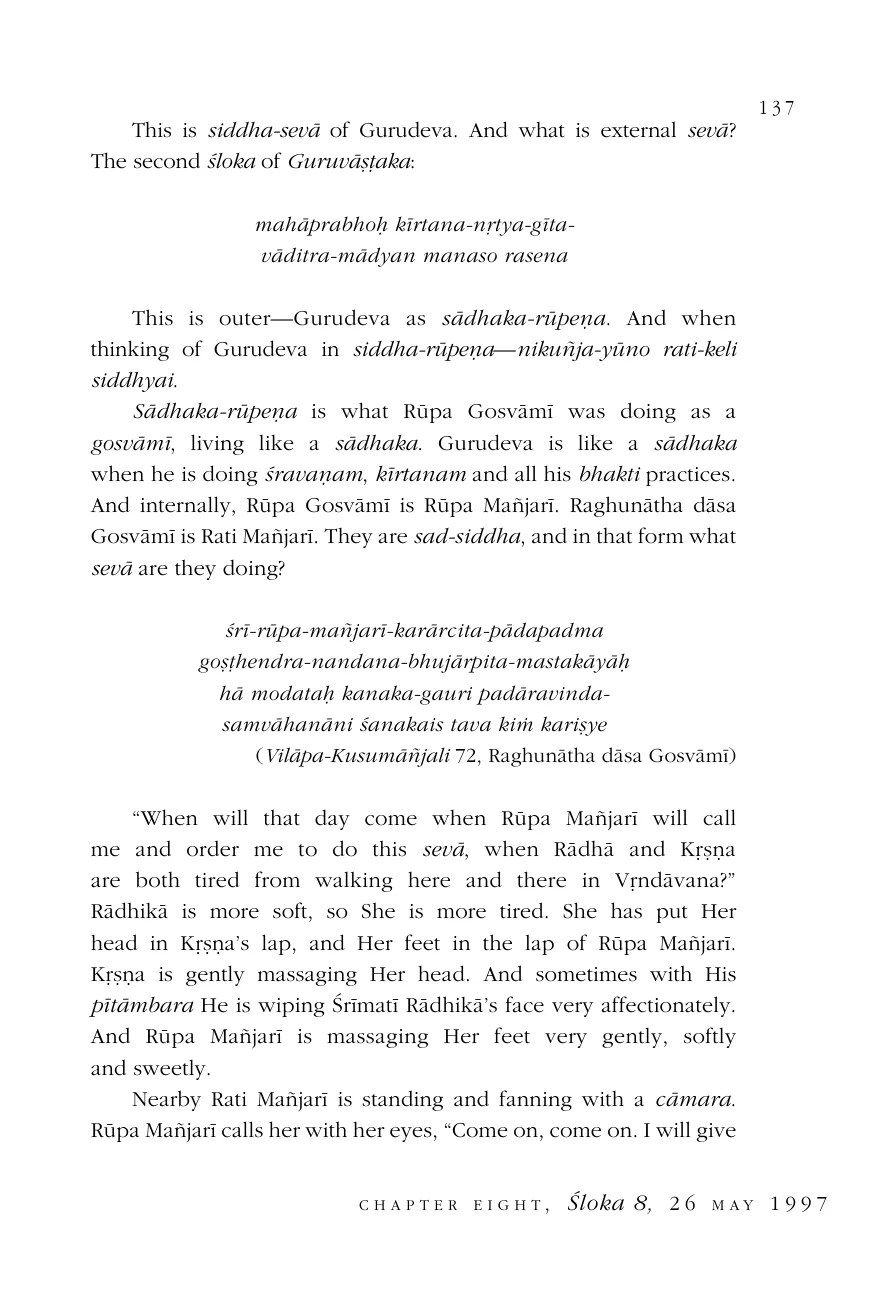 137
This is siddha-sevā of Gurudeva. And what is external sevā?
The second śloka of Guruvāṣṭaka:
mahāprabhoḥ kīrtana-nṛtya-gīta-
vāditra-mādyan manaso rasena
This is outer—Gurudeva as sādhaka-rūpeṇa. And when
thinking of Gurudeva in siddha-rūpeṇa—nikuñja-yūno rati-keli
siddhyai.
Sādhaka-rūpeṇa is what Rūpa Gosvāmī was doing as a
gosvāmī, living like a sādhaka. Gurudeva is like a sādhaka
when he is doing śravaṇam, kīrtanam and all his bhakti practices.
And internally, Rūpa Gosvāmī is Rūpa Mañjarī. Raghunātha dāsa
Gosvāmī is Rati Mañjarī. They are sad-siddha, and in that form what
sevā are they doing?
śrī-rūpa-mañjarī-karārcita-pādapadma
goṣṭhendra-nandana-bhujārpita-mastakāyāḥ
hā modataḥ kanaka-gauri padāravinda-
samvāhanāni śanakais tava kiṁ kariṣye
(Vilāpa-Kusumāñjali 72, Raghunātha dāsa Gosvāmī)
“When will that day come when Rūpa Mañjarī will call
me and order me to do this sevā, when Rādhā and Kṛṣṇa
are both tired from walking here and there in Vṛndāvana?”
Rādhikā is more soft, so She is more tired. She has put Her
head in Kṛṣṇa’s lap, and Her feet in the lap of Rūpa Mañjarī.
Kṛṣṇa is gently massaging Her head. And sometimes with His
pītāmbara He is wiping Śrīmatī Rādhikā’s face very affectionately.
And Rūpa Mañjarī is massaging Her feet very gently, softly
and sweetly.
Nearby Rati Mañjarī is standing and fanning with a cāmara.
Rūpa Mañjarī calls her with her eyes, “Come on, come on. I will give
CHAPTER EIGHT, Śloka 8, 26 MAY 1997